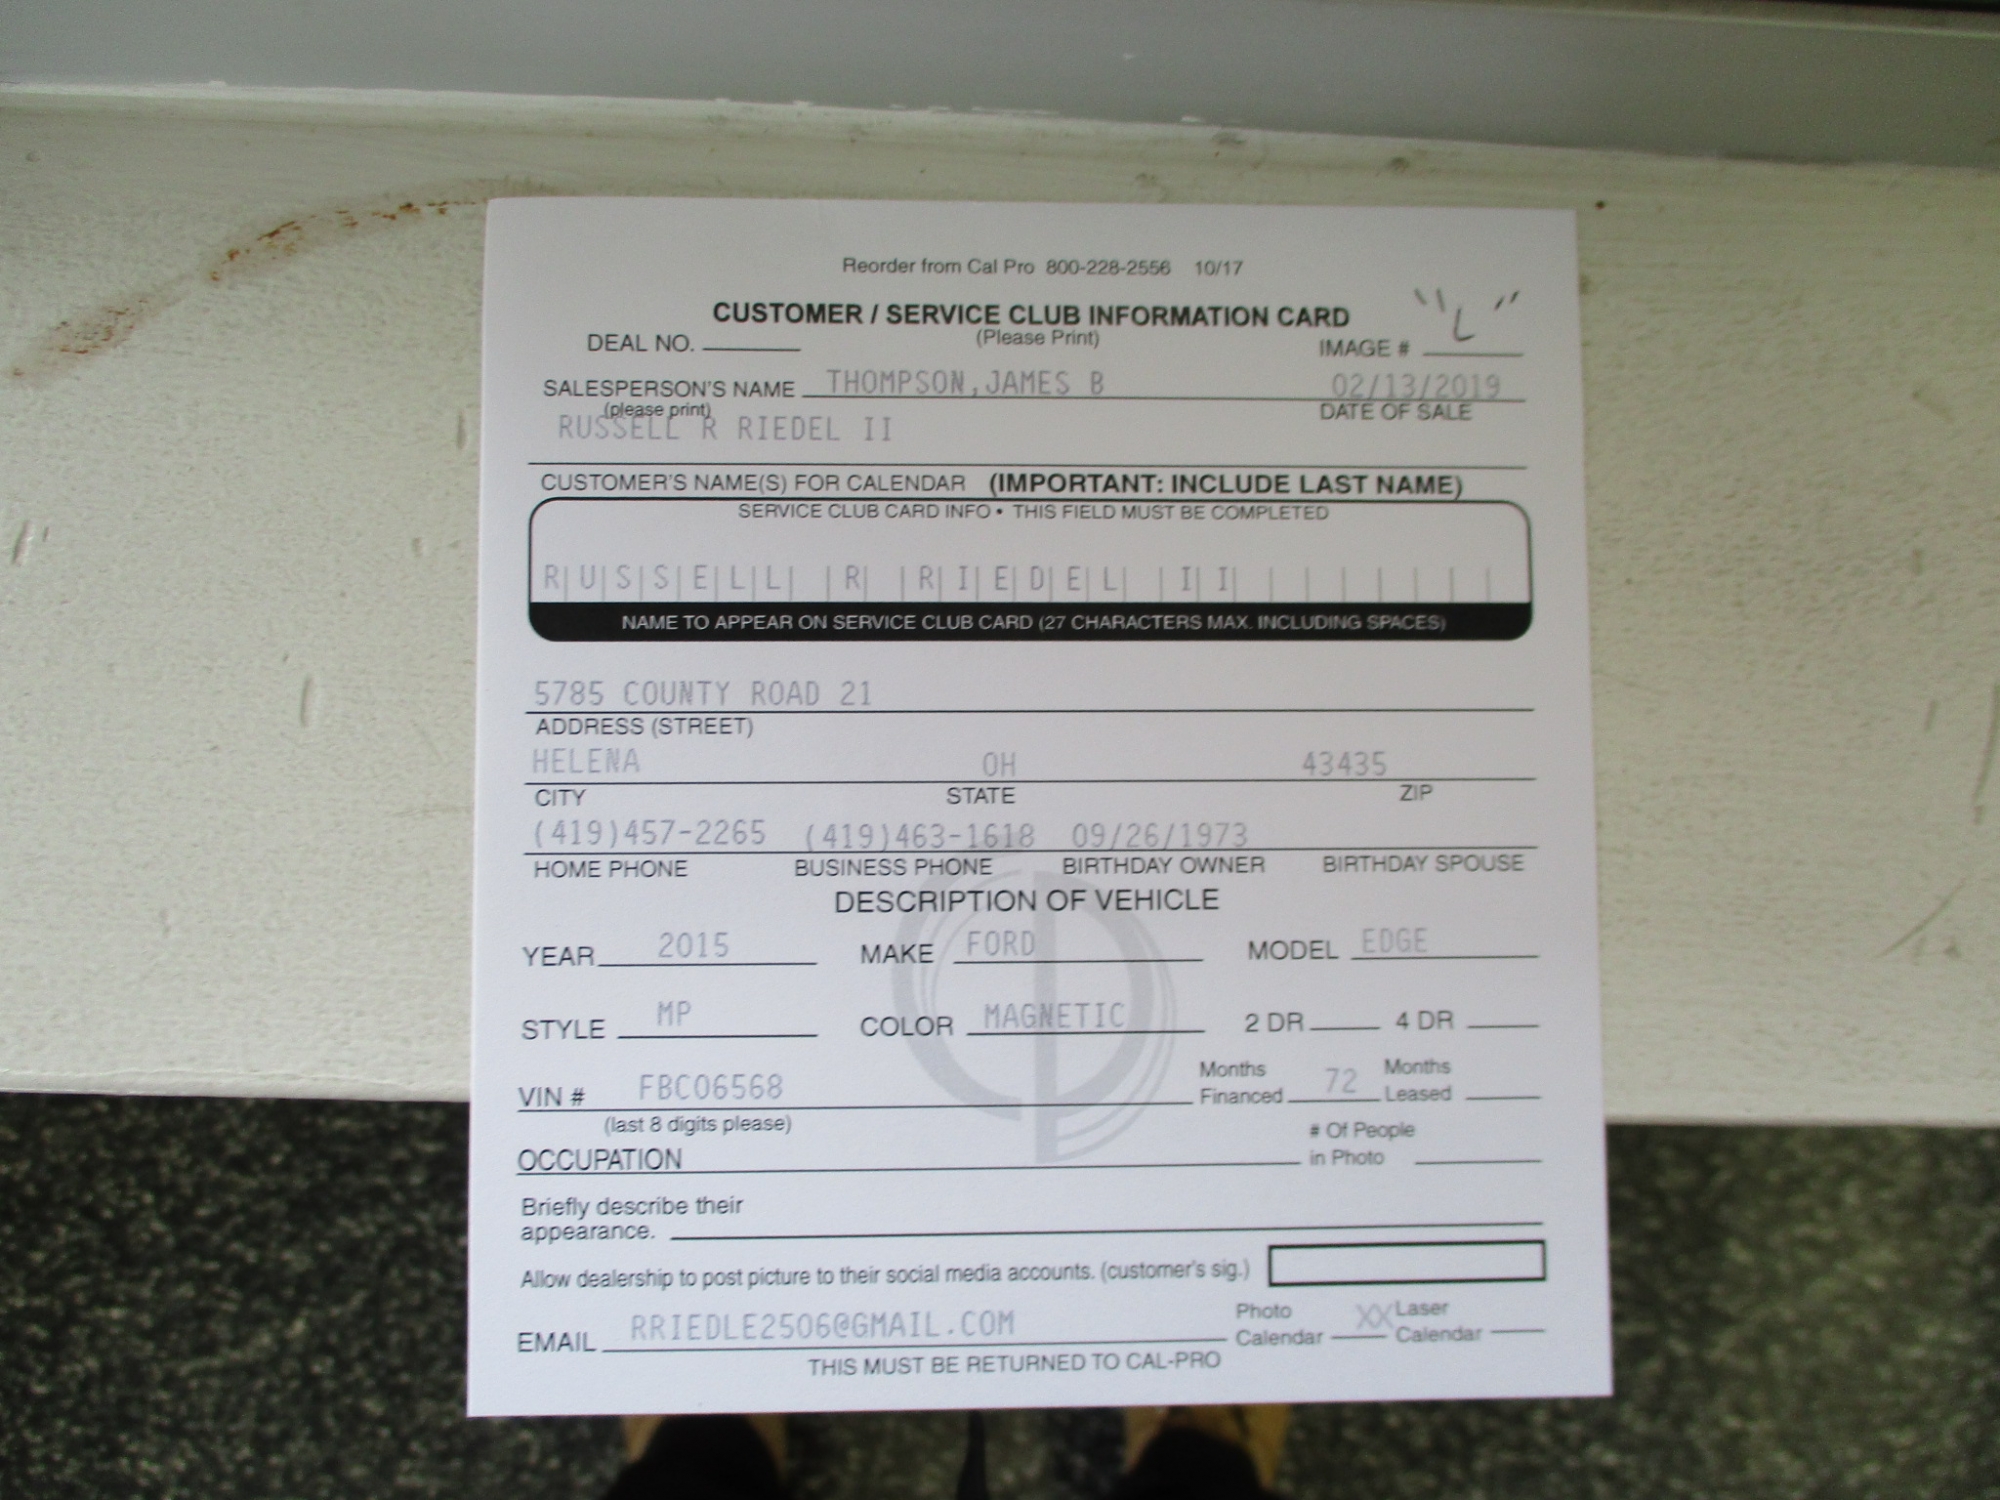 Reorder from Cal Pro 800-228-2556 10/17
CUSTOMER / SERVICE CLUB INFORMATION CARD
(Please Print)
"L"
DEAL NO. IMAGE #
SALESPERSON'S NAME THOMPSON,JAMES B 02/13/2019
(please print) DATE OF SALE
RUSSELL R RIEDEL II
CUSTOMER'S NAME(S) FOR CALENDAR (IMPORTANT: INCLUDE LAST NAME)
SERVICE CLUB CARD INFO • THIS FIELD MUST BE COMPLETED
RUSSELL R RIEDEL II
NAME TO APPEAR ON SERVICE CLUB CARD (27 CHARACTERS MAX. INCLUDING SPACES)
5785 COUNTY ROAD 21
ADDRESS (STREET)
HELENA OH 43435
CITY STATE ZIP
(419)457-2265 (419)463-1618 09/26/1973
HOME PHONE BUSINESS PHONE BIRTHDAY OWNER BIRTHDAY SPOUSE
DESCRIPTION OF VEHICLE
YEAR 2015 MAKE FORD MODEL EDGE
STYLE MP COLOR MAGNETIC 2 DR 4 DR
VIN # FBC06568 Months Financed 72 Months Leased
(last 8 digits please)
OCCUPATION # Of People in Photo
Briefly describe their
appearance.
Allow dealership to post picture to their social media accounts. (customer's sig.)
EMAIL RRIEDLE2506@GMAIL.COM Photo Calendar XX Laser Calendar
THIS MUST BE RETURNED TO CAL-PRO